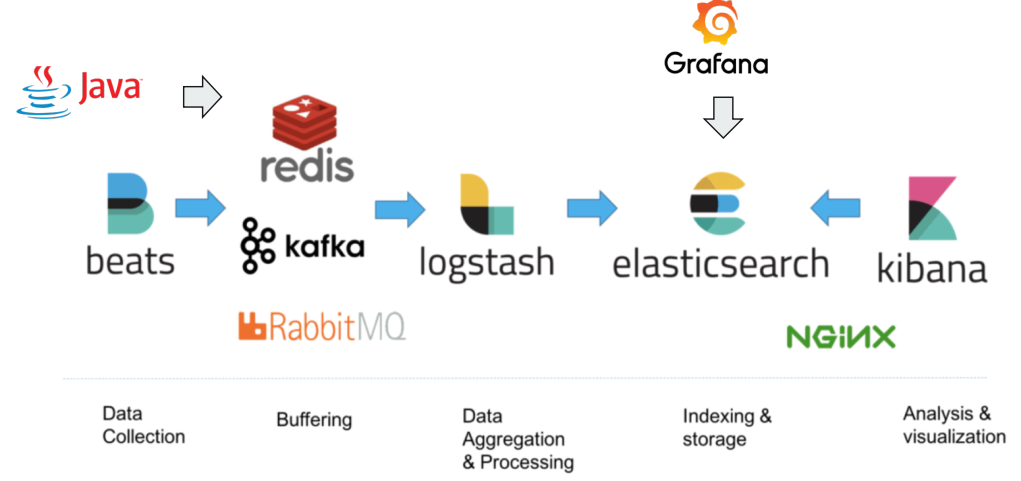 Grafana
Java
redis
beats
kafka
logstash
elasticsearch
kibana
RabbitMQ
NGINX
Data
Collection
Buffering
Data
Aggregation
& Processing
Indexing &
storage
Analysis &
visualization